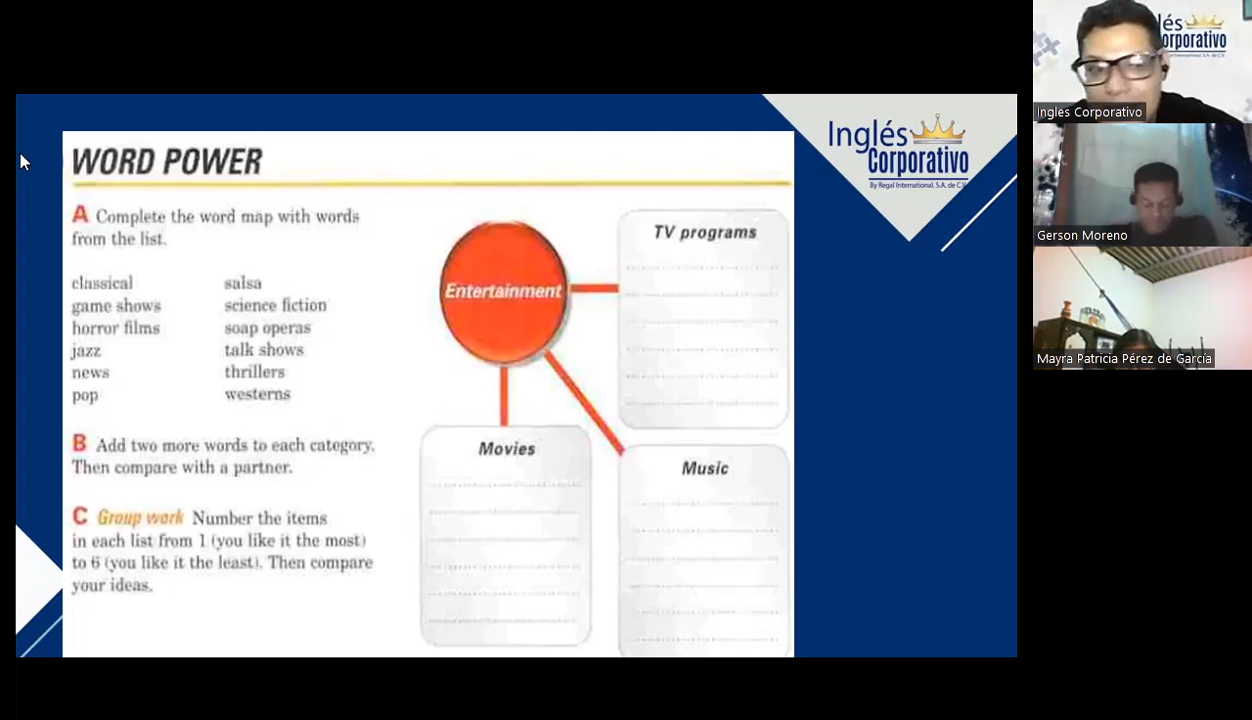 WORD POWER
A Complete the word map with words
from the list.
classical salsa
game shows science fiction
horror films soap operas
jazz talk shows
news thrillers
pop westerns
B Add two more words to each category.
Then compare with a partner.
C Group work Number the items
in each list from 1 (you like it the most)
to 6 (you like it the least). Then compare
your ideas.
Entertainment
TV programs
Movies
Music
Inglés
Corporativo
By Regal International, S.A. de C.V.
lés
orporativo
Ingles Corporativo
Gerson Moreno
Mayra Patricia Pérez de García